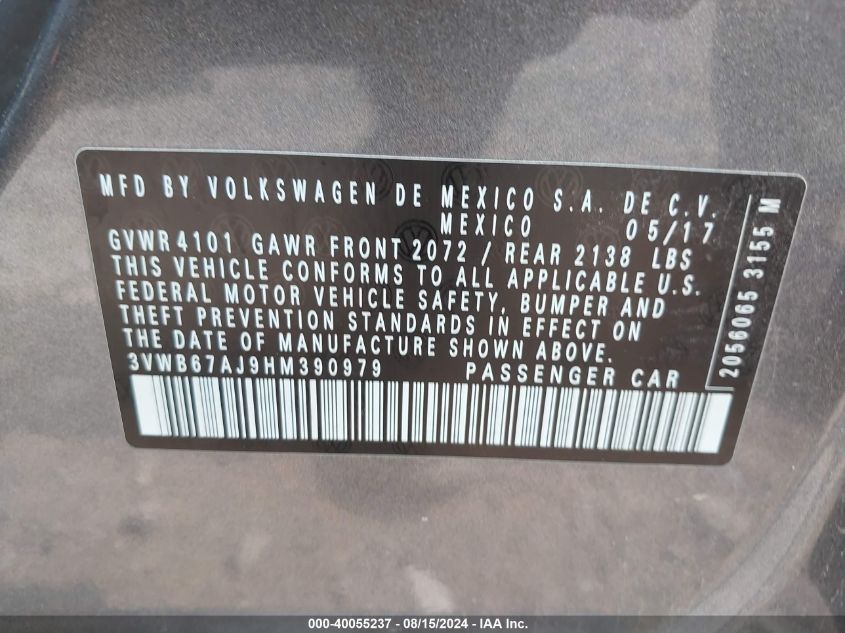 MFD BY VOLKSWAGEN DE MEXICO S.A. DE C.V.
MEXICO 05/17
GVWR 4101 GAWR FRONT 2072 / REAR 2138 LBS
THIS VEHICLE CONFORMS TO ALL APPLICABLE U.S.
FEDERAL MOTOR VEHICLE SAFETY, BUMPER AND
THEFT PREVENTION STANDARDS IN EFFECT ON
THE DATE OF MANUFACTURE SHOWN ABOVE.
3VWB67AJ9HM390979 PASSENGER CAR
2056065 3155 M
000-40055237 - 08/15/2024 - IAA Inc.